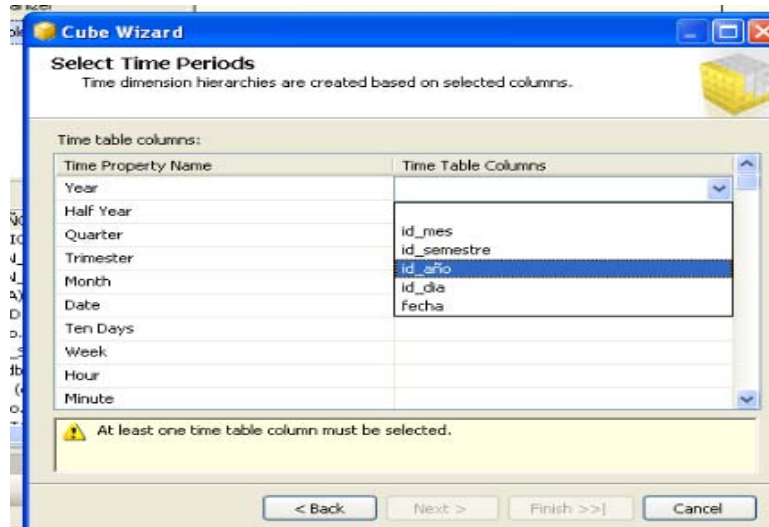 Cube Wizard
Select Time Periods
Time dimension hierarchies are created based on selected columns.
Time table columns:
Time Property Name Time Table Columns
Year
Half Year
Quarter id_mes
Trimester id_semestre
Month id_año
Date id_dia
fecha
Ten Days
Week
Hour
Minute
At least one time table column must be selected.
< Back Next > Finish >>| Cancel